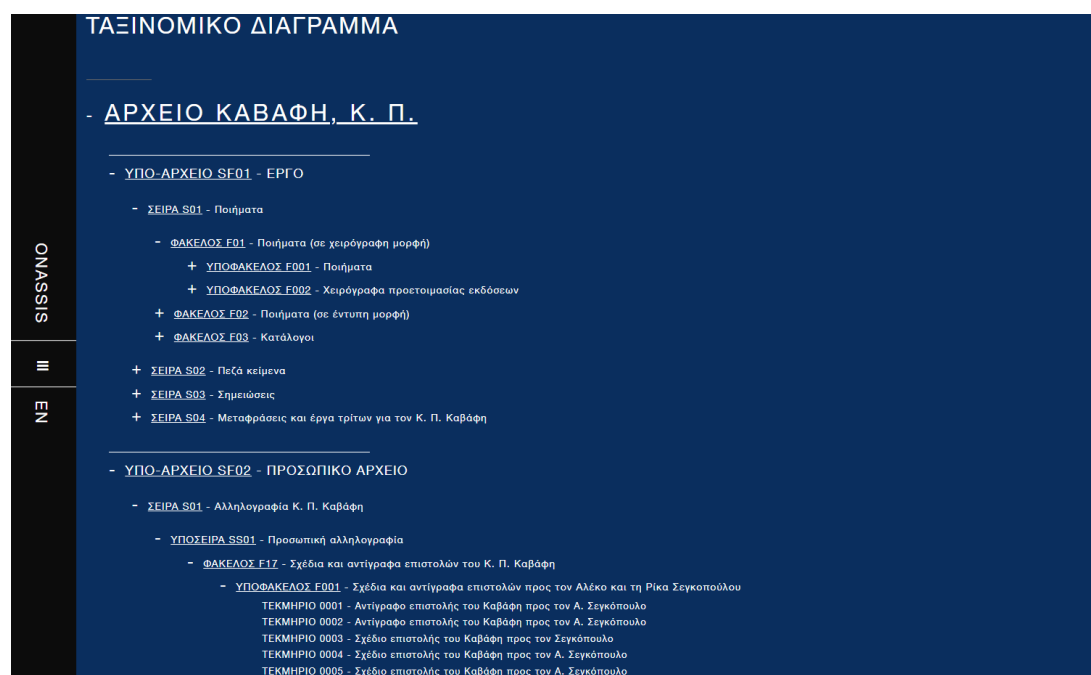 ΤΑΞΙΝΟΜΙΚΟ ΔΙΑΓΡΑΜΜΑ
- ΑΡΧΕΙΟ ΚΑΒΑΦΗ, Κ. Π.
- ΥΠΟ-ΑΡΧΕΙΟ SF01 - ΕΡΓΟ
- ΣΕΙΡΑ S01 - Ποιήματα
- ΦΑΚΕΛΟΣ F01 - Ποιήματα (σε χειρόγραφη μορφή)
+ ΥΠΟΦΑΚΕΛΟΣ F001 - Ποιήματα
+ ΥΠΟΦΑΚΕΛΟΣ F002 - Χειρόγραφα προετοιμασίας εκδόσεων
+ ΦΑΚΕΛΟΣ F02 - Ποιήματα (σε έντυπη μορφή)
+ ΦΑΚΕΛΟΣ F03 - Κατάλογοι
+ ΣΕΙΡΑ S02 - Πεζά κείμενα
+ ΣΕΙΡΑ S03 - Σημειώσεις
+ ΣΕΙΡΑ S04 - Μεταφράσεις και έργα τρίτων για τον Κ. Π. Καβάφη
- ΥΠΟ-ΑΡΧΕΙΟ SF02 - ΠΡΟΣΩΠΙΚΟ ΑΡΧΕΙΟ
- ΣΕΙΡΑ S01 - Αλληλογραφία Κ. Π. Καβάφη
- ΥΠΟΣΕΙΡΑ SS01 - Προσωπική αλληλογραφία
- ΦΑΚΕΛΟΣ F17 - Σχέδια και αντίγραφα επιστολών του Κ. Π. Καβάφη
- ΥΠΟΦΑΚΕΛΟΣ F001 - Σχέδια και αντίγραφα επιστολών προς τον Αλέκο και τη Ρίκα Σεγκοπούλου
ΤΕΚΜΗΡΙΟ 0001 - Αντίγραφο επιστολής του Καβάφη προς τον Α. Σεγκόπουλο
ΤΕΚΜΗΡΙΟ 0002 - Αντίγραφο επιστολής του Καβάφη προς τον Α. Σεγκόπουλο
ΤΕΚΜΗΡΙΟ 0003 - Σχέδιο επιστολής του Καβάφη προς τον Σεγκόπουλο
ΤΕΚΜΗΡΙΟ 0004 - Σχέδιο επιστολής του Καβάφη προς τον Α. Σεγκόπουλο
ΤΕΚΜΗΡΙΟ 0005 - Σχέδιο επιστολής του Καβάφη προς τον Α. Σεγκόπουλο
ONASSIS
EN